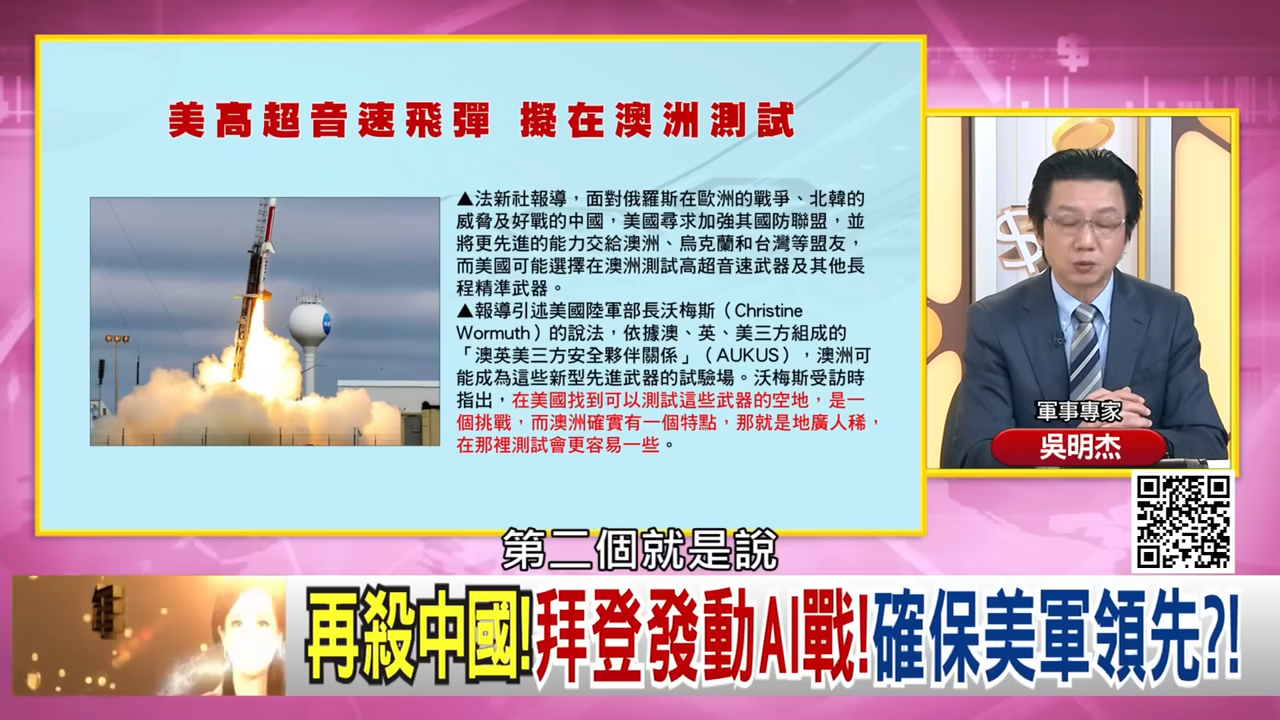 美高超音速飛彈 擬在澳洲測試
▲法新社報導，面對俄羅斯在歐洲的戰爭、北韓的
威脅及好戰的中國，美國尋求加強其國防聯盟，並
將更先進的能力交給澳洲、烏克蘭和台灣等盟友，
而美國可能選擇在澳洲測試高超音速武器及其他長
程精準武器。
▲報導引述美國陸軍部長沃梅斯（Christine
Wormuth）的說法，依據澳、英、美三方組成的
「澳英美三方安全夥伴關係」（AUKUS），澳洲可
能成為這些新型先進武器的試驗場。沃梅斯受訪時
指出，在美國找到可以測試這些武器的空地，是一
個挑戰，而澳洲確實有一個特點，那就是地廣人稀，
在那裡測試會更容易一些。
軍事專家
吳明杰
第二個就是說
再殺中國!拜登發動AI戰!確保美軍領先?!